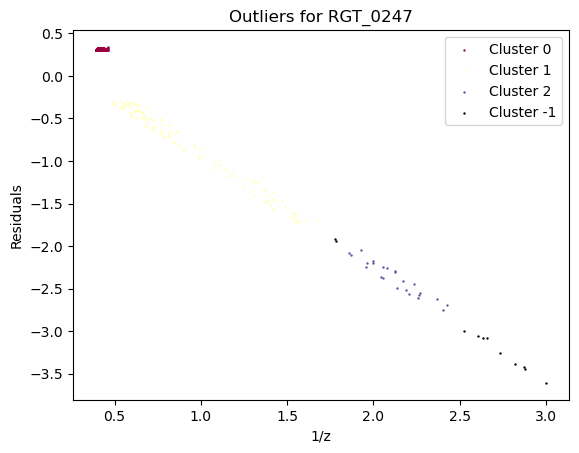 Outliers for RGT_0247
Cluster 0
Cluster 1
Cluster 2
Cluster -1
0.5
0.0
−0.5
−1.0
−1.5
−2.0
−2.5
−3.0
−3.5
Residuals
0.5 1.0 1.5 2.0 2.5 3.0
1/z